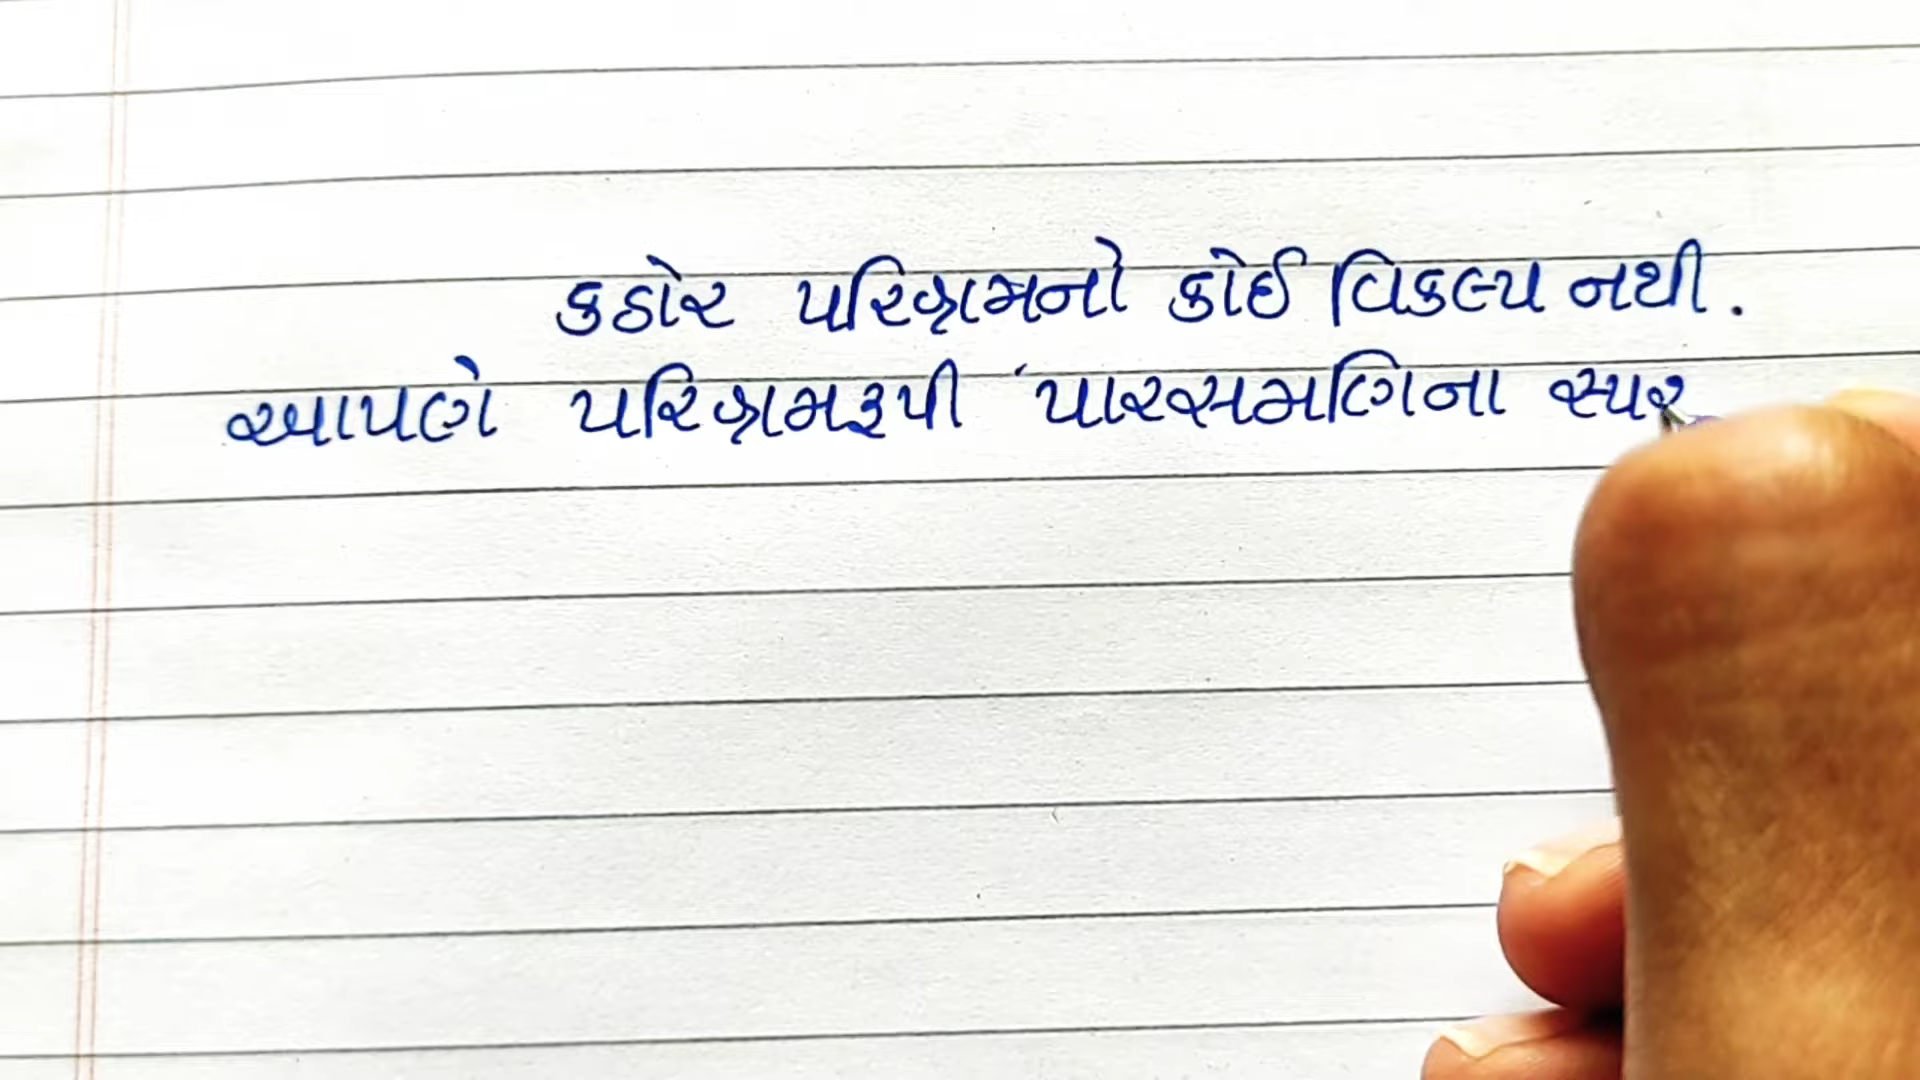 કઠોર પરિશ્રમનો કોઈ વિકલ્પ નથી.
આપણે પરિશ્રમરૂપી પારસમણિના